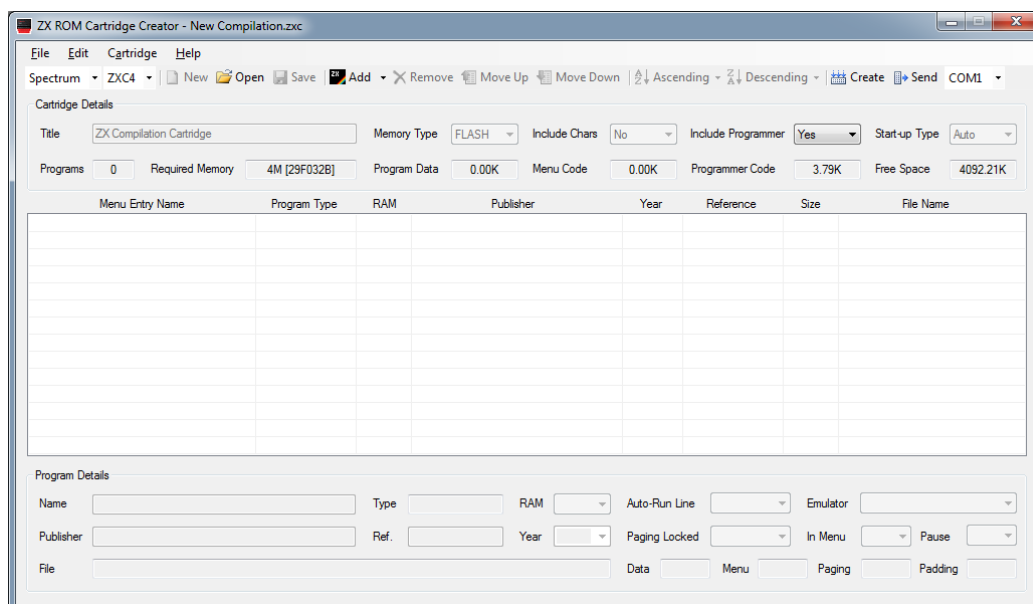 ZX ROM Cartridge Creator - New Compilation.zxc
File Edit Cartridge Help
Spectrum ZXC4 New Open Save Add Remove Move Up Move Down Ascending Descending Create Send COM1
Cartridge Details
Title ZX Compilation Cartridge Memory Type FLASH Include Chars No Include Programmer Yes Start-up Type Auto
Programs 0 Required Memory 4M [29F032B] Program Data 0.00K Menu Code 0.00K Programmer Code 3.79K Free Space 4092.21K
Menu Entry Name Program Type RAM Publisher Year Reference Size File Name
Program Details
Name Type RAM Auto-Run Line Emulator
Publisher Ref. Year Paging Locked In Menu Pause
File Data Menu Paging Padding